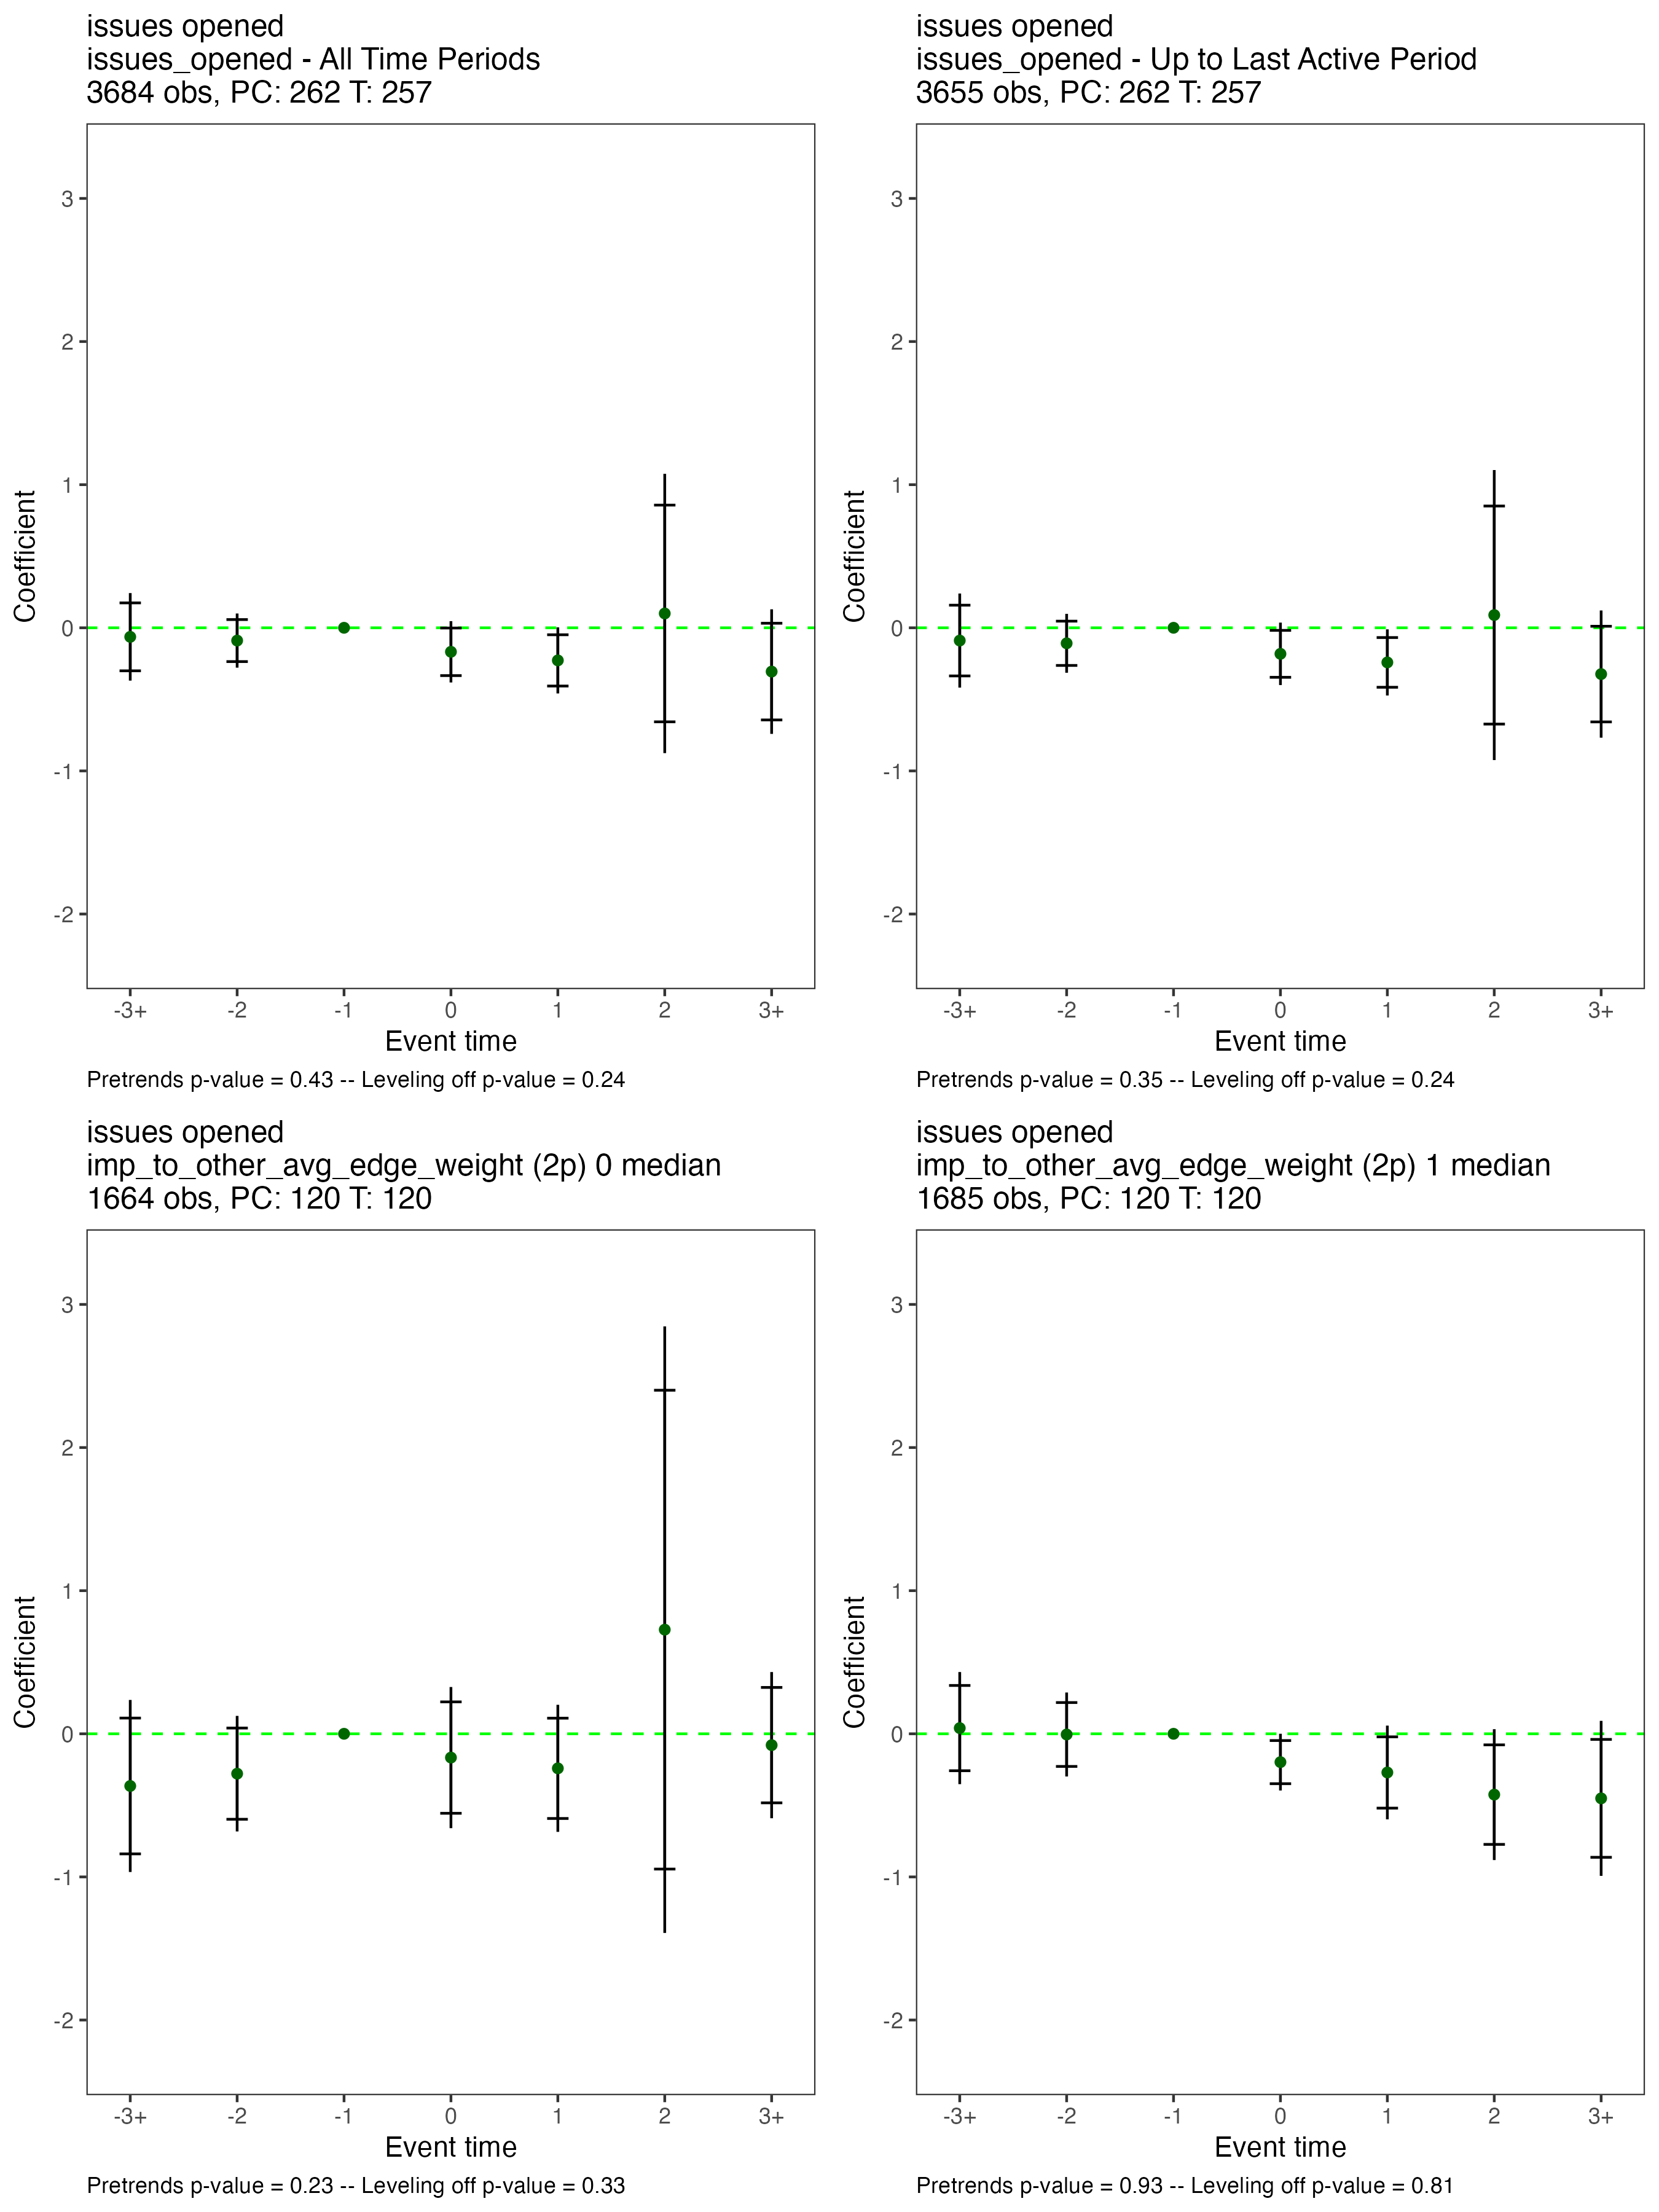 issues opened
issues_opened - All Time Periods
3684 obs, PC: 262 T: 257
Coefficient
3
2
1
0
-1
-2
-3+ -2 -1 0 1 2 3+
Event time
Pretrends p-value = 0.43 -- Leveling off p-value = 0.24
issues opened
issues_opened - Up to Last Active Period
3655 obs, PC: 262 T: 257
Coefficient
3
2
1
0
-1
-2
-3+ -2 -1 0 1 2 3+
Event time
Pretrends p-value = 0.35 -- Leveling off p-value = 0.24
issues opened
imp_to_other_avg_edge_weight (2p) 0 median
1664 obs, PC: 120 T: 120
Coefficient
3
2
1
0
-1
-2
-3+ -2 -1 0 1 2 3+
Event time
Pretrends p-value = 0.23 -- Leveling off p-value = 0.33
issues opened
imp_to_other_avg_edge_weight (2p) 1 median
1685 obs, PC: 120 T: 120
Coefficient
3
2
1
0
-1
-2
-3+ -2 -1 0 1 2 3+
Event time
Pretrends p-value = 0.93 -- Leveling off p-value = 0.81